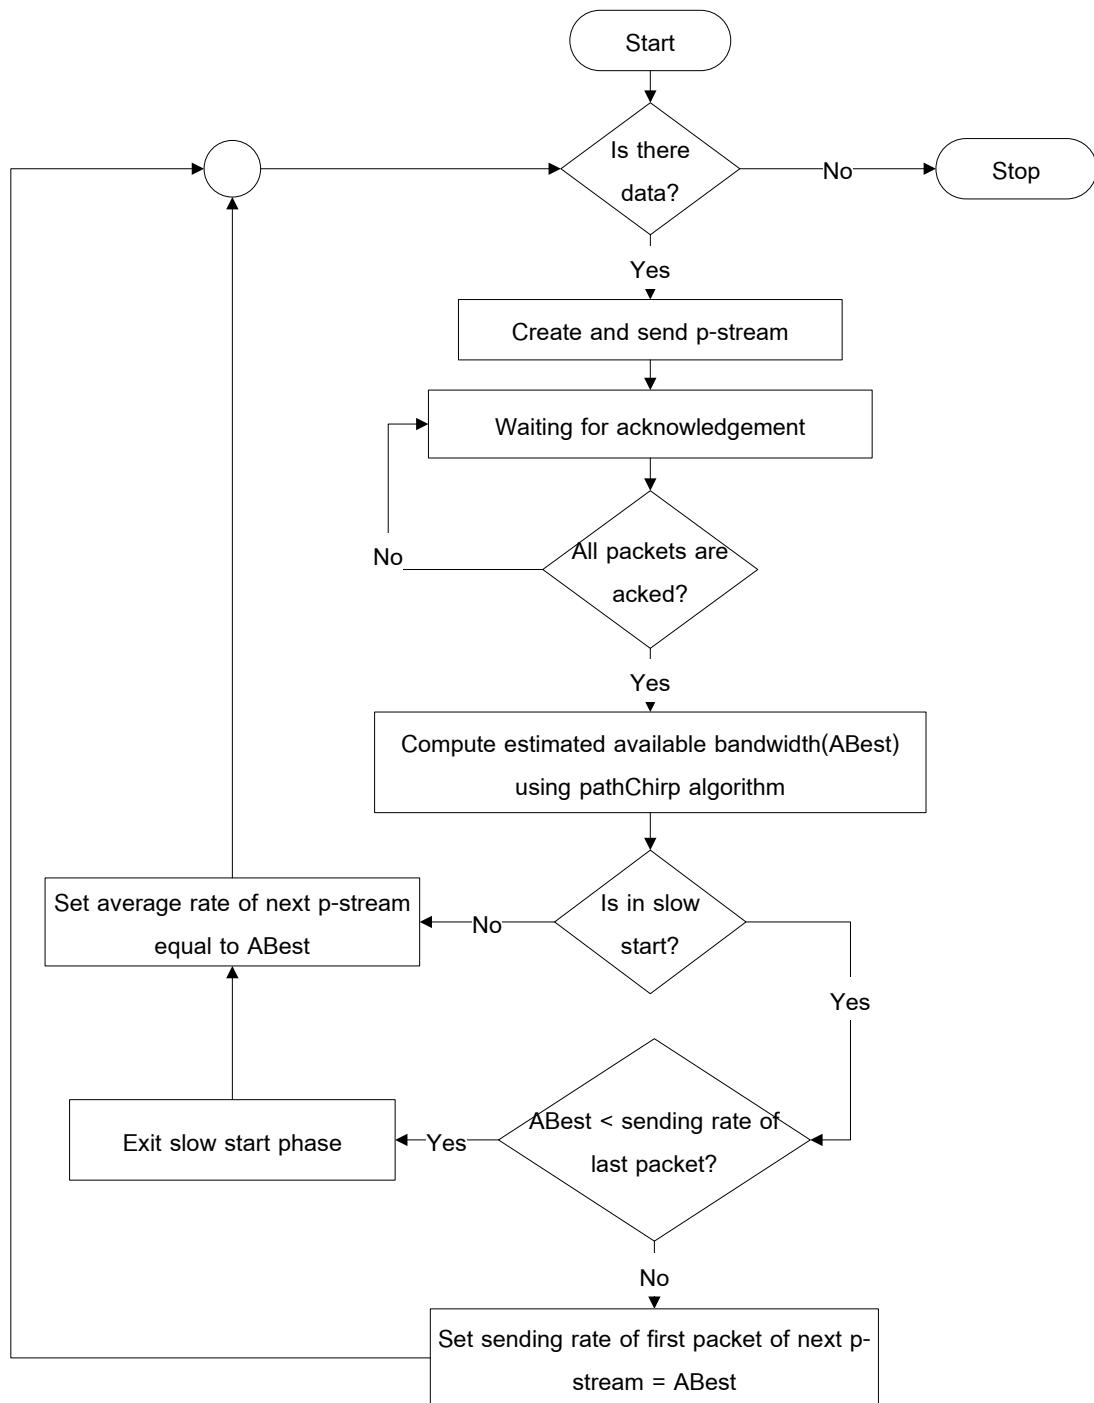 Start
Is there
data?
No
Stop
Yes
Create and send p-stream
Waiting for acknowledgement
No
All packets are
acked?
Yes
Compute estimated available bandwidth(ABest)
using pathChirp algorithm
Set average rate of next p-stream
equal to ABest
No
Is in slow
start?
Yes
Exit slow start phase
Yes
ABest < sending rate of
last packet?
No
Set sending rate of first packet of next p-
stream = ABest